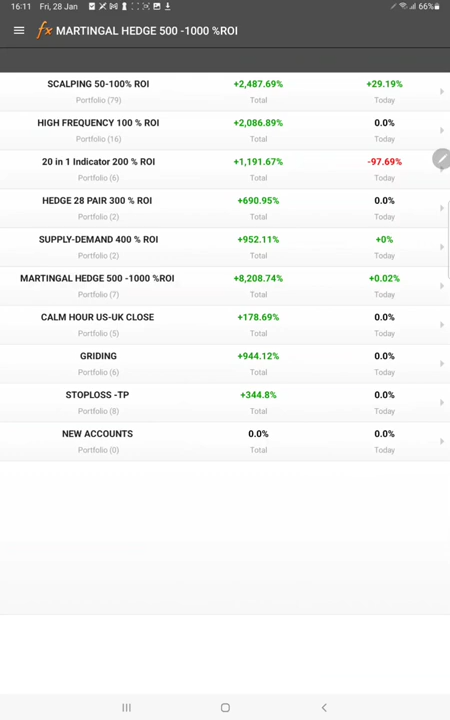 16:11 Fri, 28 Jan 66%
fx MARTINGAL HEDGE 500 -1000 %ROI
SCALPING 50-100% ROI +2,487.69% +29.19%
Portfolio (79) Total Today
HIGH FREQUENCY 100 % ROI +2,086.89% 0.0%
Portfolio (16) Total Today
20 in 1 Indicator 200 % ROI +1,191.67% -97.69%
Portfolio (6) Total Today
HEDGE 28 PAIR 300 % ROI +690.95% 0.0%
Portfolio (2) Total Today
SUPPLY-DEMAND 400 % ROI +952.11% +0%
Portfolio (2) Total Today
MARTINGAL HEDGE 500 -1000 %ROI +8,208.74% +0.02%
Portfolio (7) Total Today
CALM HOUR US-UK CLOSE +178.69% 0.0%
Portfolio (5) Total Today
GRIDING +944.12% 0.0%
Portfolio (6) Total Today
STOPLOSS -TP +344.8% 0.0%
Portfolio (8) Total Today
NEW ACCOUNTS 0.0% 0.0%
Portfolio (0) Total Today